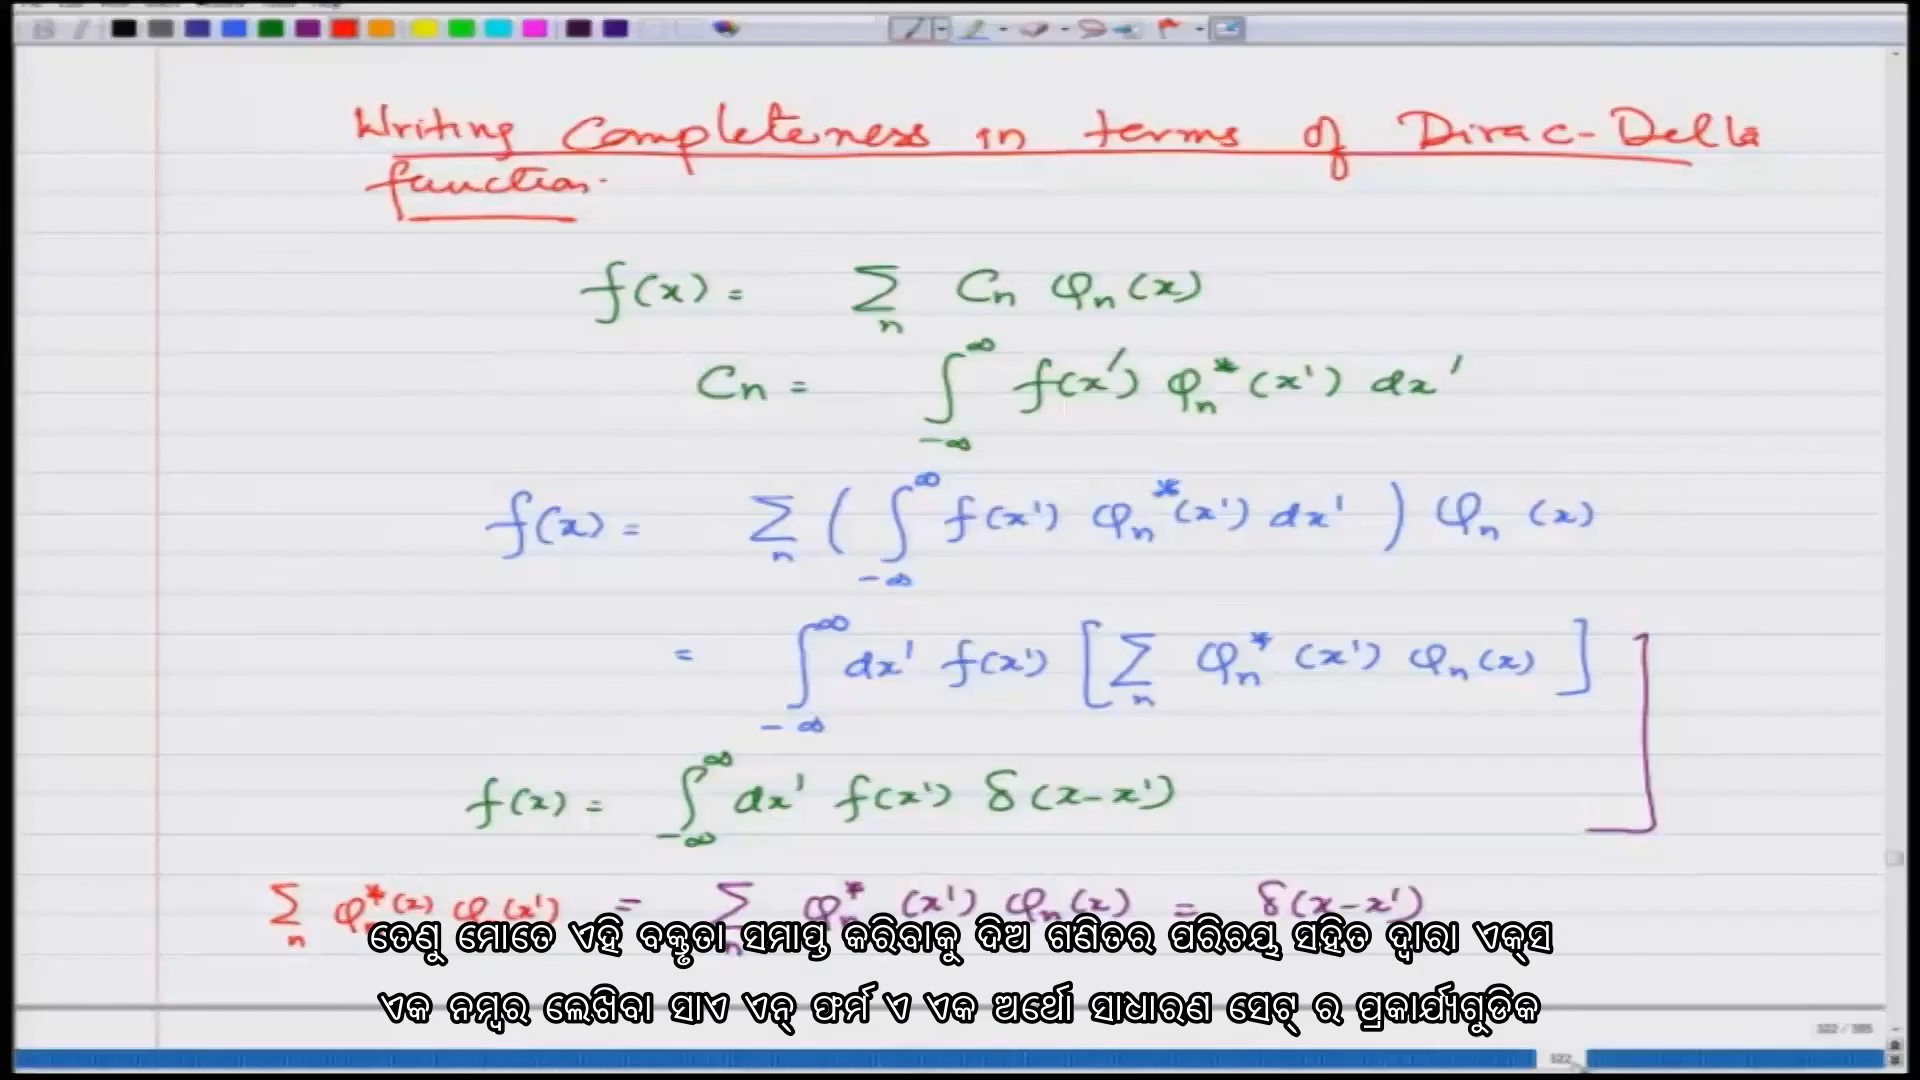 Writing Completeness in terms of Dirac-Delta
function.
f(x) = Σ_n C_n φ_n(x)
C_n = ∫_{-∞}^{∞} f(x') φ_n^*(x') dx'
f(x) = Σ_n ( ∫_{-∞}^{∞} f(x') φ_n^*(x') dx' ) φ_n (x)
= ∫_{-∞}^{∞} dx' f(x') [ Σ_n φ_n^* (x') φ_n(x) ]
f(x) = ∫_{-∞}^{∞} dx' f(x') δ(x-x')
Σ_n φ_n^*(x) φ_n(x') = Σ_n φ_n^* (x') φ_n(x) = δ(x-x')
ତେଣୁ ମୋତେ ଏହି ବକ୍ତୃତା ସମାପ୍ତ କରିବାକୁ ଦିଅ ଗଣିତର ପରିଚୟ ସହିତ ଦ୍ୱାରା ଏକ୍ସ
ଏକ ନମ୍ବର ଲେଖିବା ସାଏ ଏନ୍ ଫର୍ମ ଏ ଏକ ଅର୍ଥୋ ସାଧାରଣ ସେଟ୍ ର ପ୍ରକାର୍ଯ୍ୟଗୁଡିକ
322